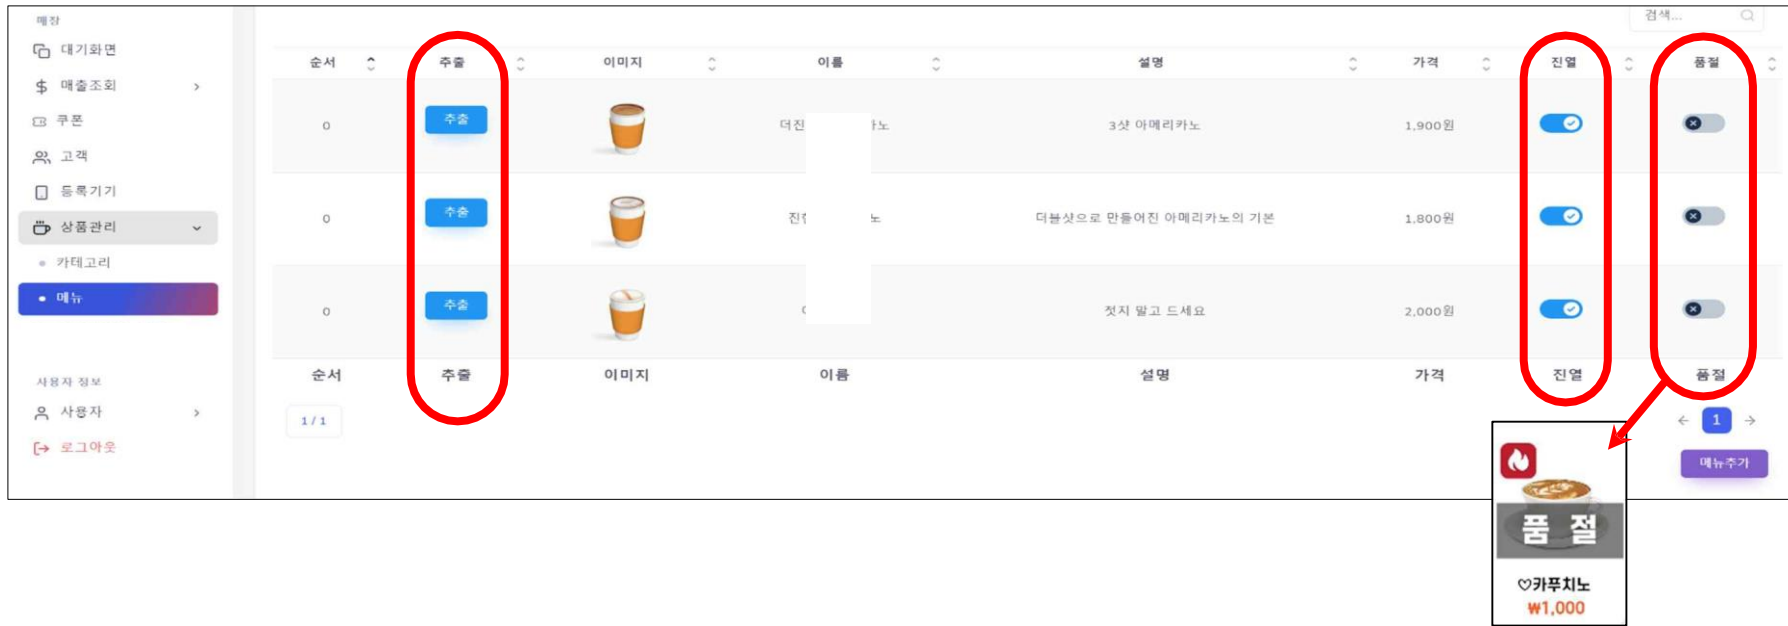 매장
대기화면
매출조회
쿠폰
고객
등록기기
상품관리
카테고리
메뉴
사용자 정보
사용자
로그아웃
검색...
순서 추출 이미지 이름 설명 가격 진열 품절
0 추출 더진 카노 3샷 아메리카노 1,900원
0 추출 더블샷으로 만들어진 아메리카노의 기본 1,800원
0 추출 젓지 말고 드세요 2,000원
순서 추출 이미지 이름 설명 가격 진열 품절
1 / 1
1
메뉴추가
품 절
♡카푸치노
₩1,000